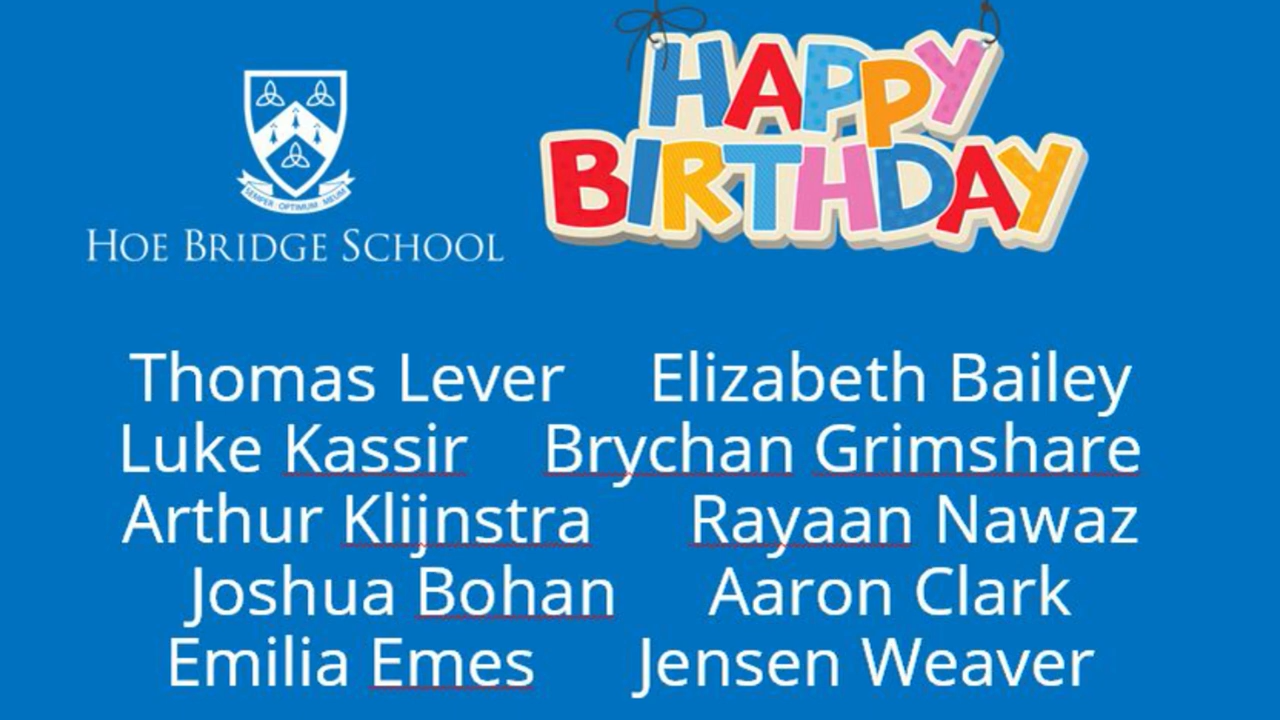 HAPPY
BIRTHDAY
SEMPER · OPTIMUM · MEUM
HOE BRIDGE SCHOOL
Thomas Lever Elizabeth Bailey
Luke Kassir Brychan Grimshare
Arthur Klijnstra Rayaan Nawaz
Joshua Bohan Aaron Clark
Emilia Emes Jensen Weaver